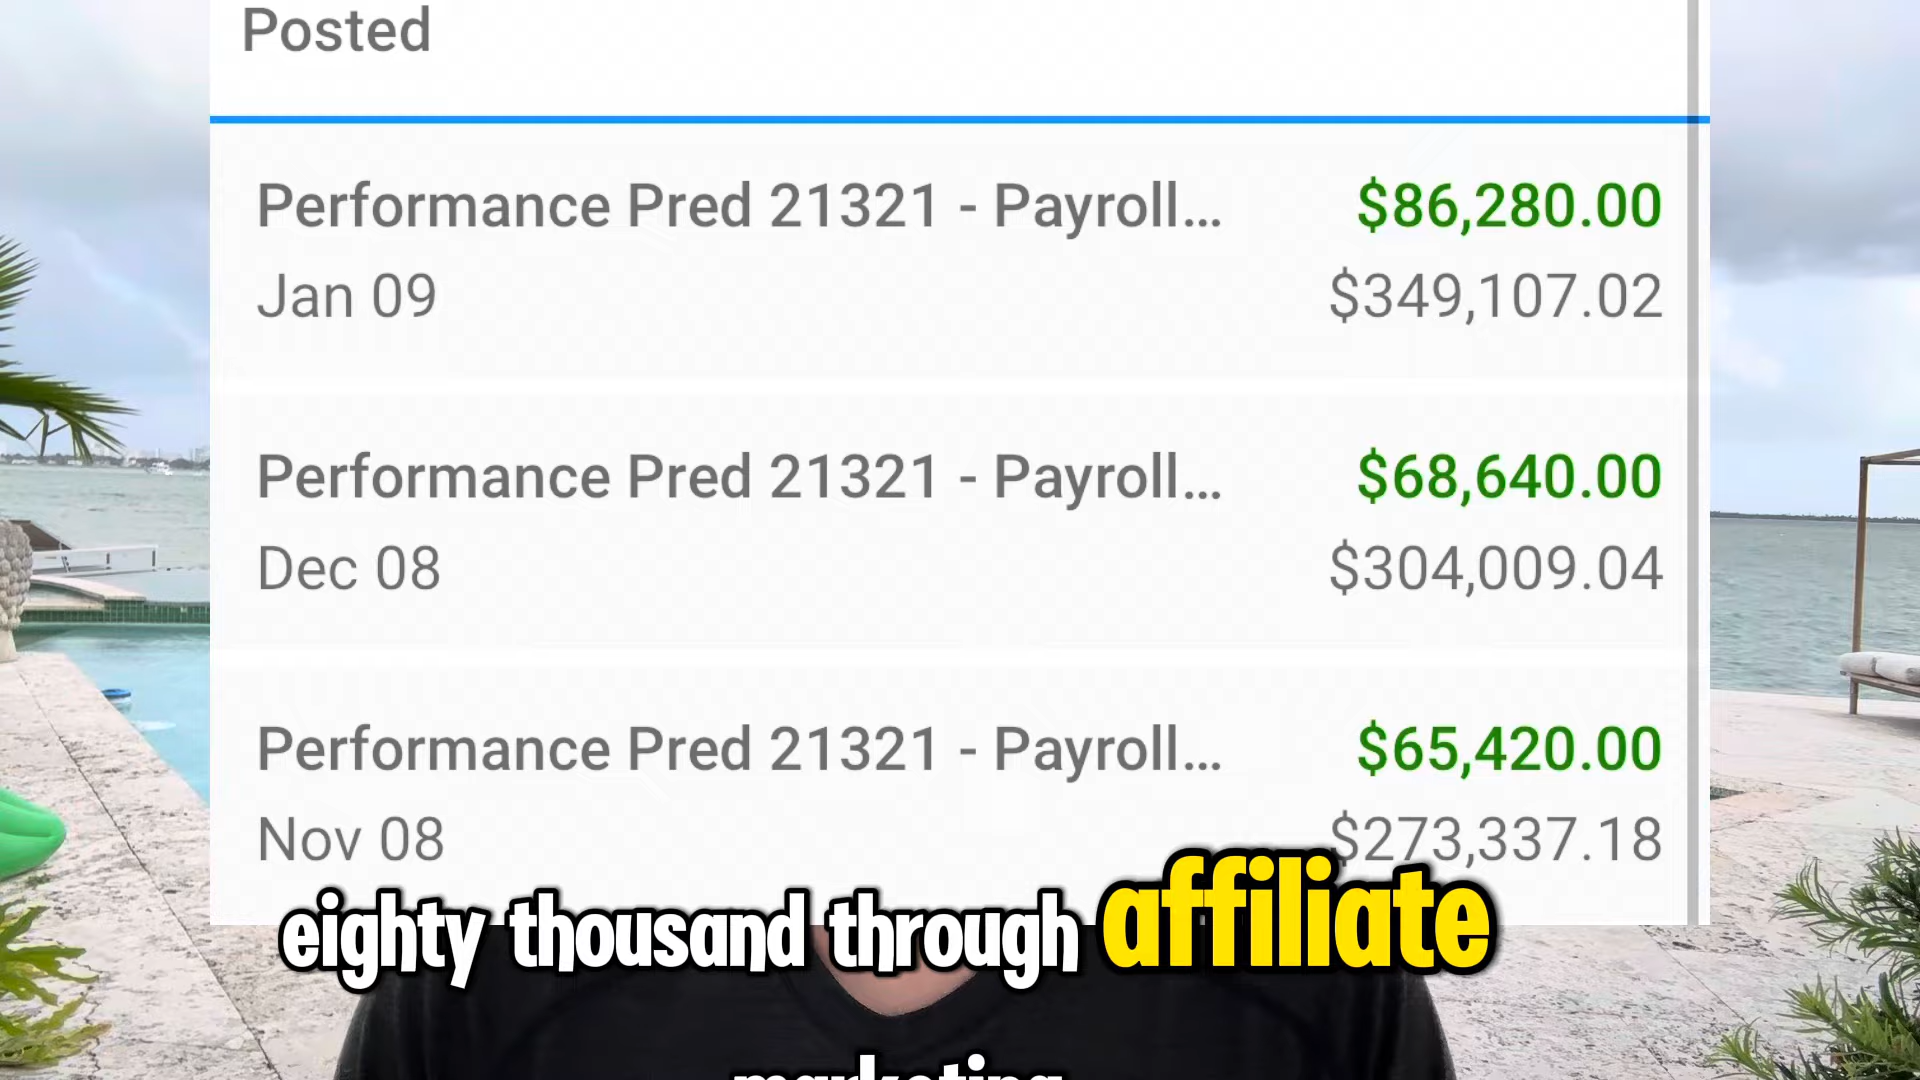 Posted
Performance Pred 21321 - Payroll... $86,280.00
Jan 09 $349,107.02
Performance Pred 21321 - Payroll... $68,640.00
Dec 08 $304,009.04
Performance Pred 21321 - Payroll... $65,420.00
Nov 08 $273,337.18
eighty thousand through affiliate
marketing